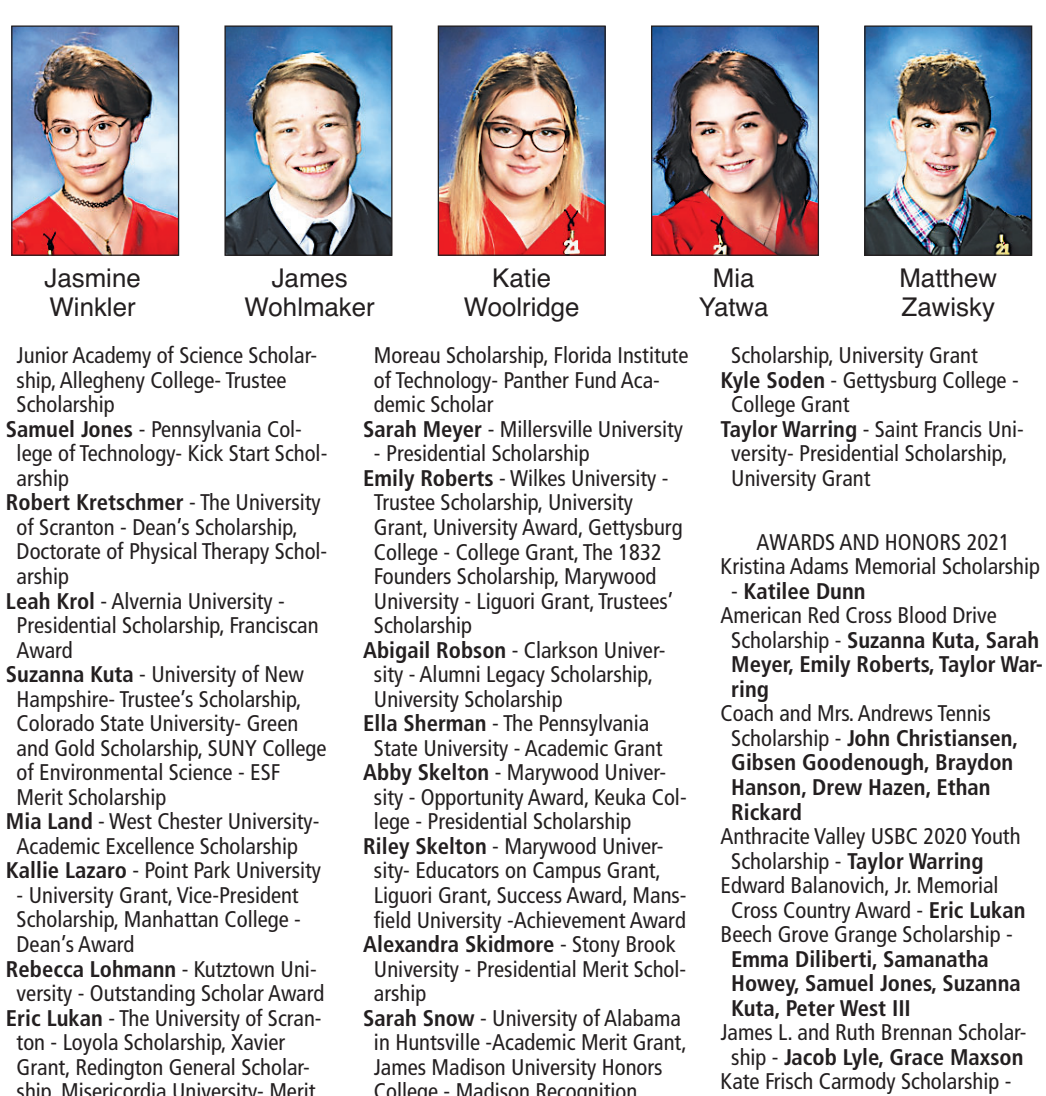 21
21
21
Jasmine
Winkler
James
Wohlmaker
Katie
Woolridge
Mia
Yatwa
Matthew
Zawisky
Junior Academy of Science Scholar-
ship, Allegheny College- Trustee
Scholarship
Samuel Jones - Pennsylvania Col-
lege of Technology- Kick Start Schol-
arship
Robert Kretschmer - The University
of Scranton - Dean’s Scholarship,
Doctorate of Physical Therapy Schol-
arship
Leah Krol - Alvernia University -
Presidential Scholarship, Franciscan
Award
Suzanna Kuta - University of New
Hampshire- Trustee’s Scholarship,
Colorado State University- Green
and Gold Scholarship, SUNY College
of Environmental Science - ESF
Merit Scholarship
Mia Land - West Chester University-
Academic Excellence Scholarship
Kallie Lazaro - Point Park University
- University Grant, Vice-President
Scholarship, Manhattan College -
Dean’s Award
Rebecca Lohmann - Kutztown Uni-
versity - Outstanding Scholar Award
Eric Lukan - The University of Scran-
ton - Loyola Scholarship, Xavier
Grant, Redington General Scholar-
ship, Misericordia University- Merit
Moreau Scholarship, Florida Institute
of Technology- Panther Fund Aca-
demic Scholar
Sarah Meyer - Millersville University
- Presidential Scholarship
Emily Roberts - Wilkes University -
Trustee Scholarship, University
Grant, University Award, Gettysburg
College - College Grant, The 1832
Founders Scholarship, Marywood
University - Liguori Grant, Trustees’
Scholarship
Abigail Robson - Clarkson Univer-
sity - Alumni Legacy Scholarship,
University Scholarship
Ella Sherman - The Pennsylvania
State University - Academic Grant
Abby Skelton - Marywood Univer-
sity - Opportunity Award, Keuka Col-
lege - Presidential Scholarship
Riley Skelton - Marywood Univer-
sity- Educators on Campus Grant,
Liguori Grant, Success Award, Mans-
field University -Achievement Award
Alexandra Skidmore - Stony Brook
University - Presidential Merit Schol-
arship
Sarah Snow - University of Alabama
in Huntsville -Academic Merit Grant,
James Madison University Honors
College - Madison Recognition
Scholarship, University Grant
Kyle Soden - Gettysburg College -
College Grant
Taylor Warring - Saint Francis Uni-
versity- Presidential Scholarship,
University Grant
AWARDS AND HONORS 2021
Kristina Adams Memorial Scholarship
- Katilee Dunn
American Red Cross Blood Drive
Scholarship - Suzanna Kuta, Sarah
Meyer, Emily Roberts, Taylor War-
ring
Coach and Mrs. Andrews Tennis
Scholarship - John Christiansen,
Gibsen Goodenough, Braydon
Hanson, Drew Hazen, Ethan
Rickard
Anthracite Valley USBC 2020 Youth
Scholarship - Taylor Warring
Edward Balanovich, Jr. Memorial
Cross Country Award - Eric Lukan
Beech Grove Grange Scholarship -
Emma Diliberti, Samanatha
Howey, Samuel Jones, Suzanna
Kuta, Peter West III
James L. and Ruth Brennan Scholar-
ship - Jacob Lyle, Grace Maxson
Kate Frisch Carmody Scholarship -